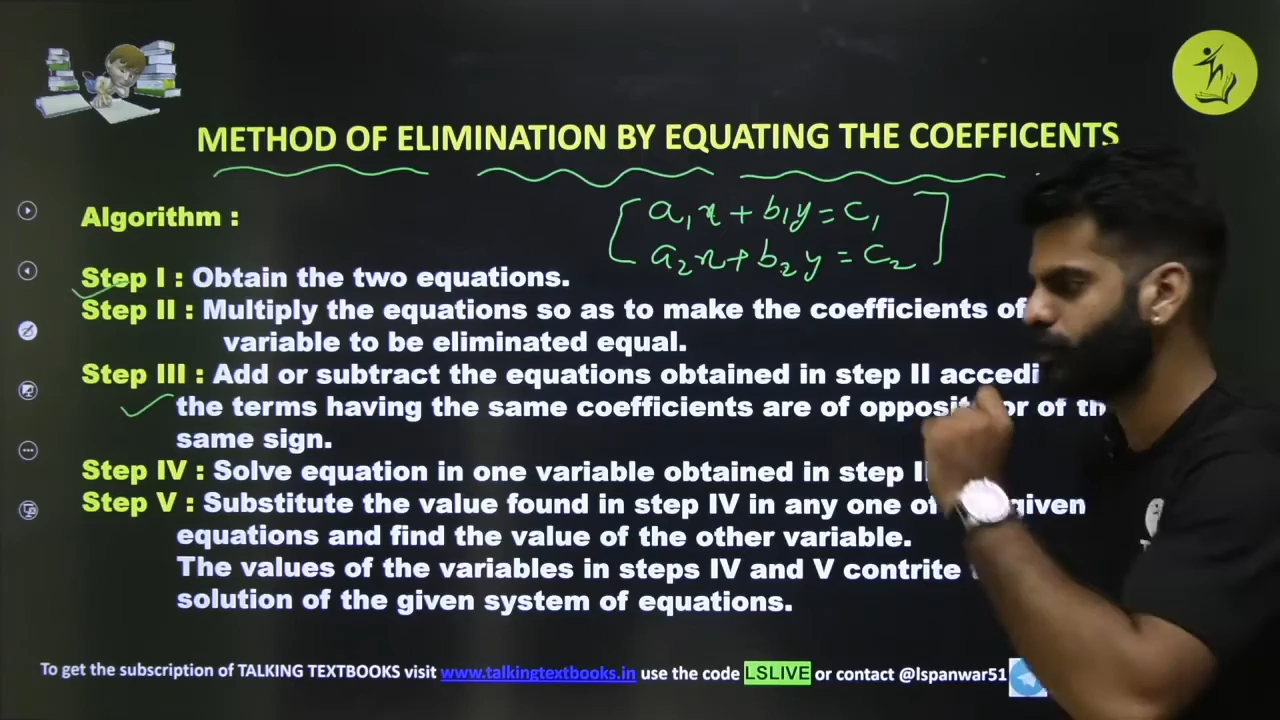 METHOD OF ELIMINATION BY EQUATING THE COEFFICENTS
a₁x + b₁y = c₁
a₂x + b₂y = c₂
Algorithm :
Step I : Obtain the two equations.
Step II : Multiply the equations so as to make the coefficients of
variable to be eliminated equal.
Step III : Add or subtract the equations obtained in step II
the terms having the same coefficients are of or of
same sign.
Step IV : Solve equation in one variable obtained in step
Step V : Substitute the value found in step IV in any one of given
equations and find the value of the other variable.
The values of the variables in steps IV and V contrite
solution of the given system of equations.
To get the subscription of TALKING TEXTBOOKS visit www.talkingtextbooks.in use the code LSLIVE or contact @lspanwar51